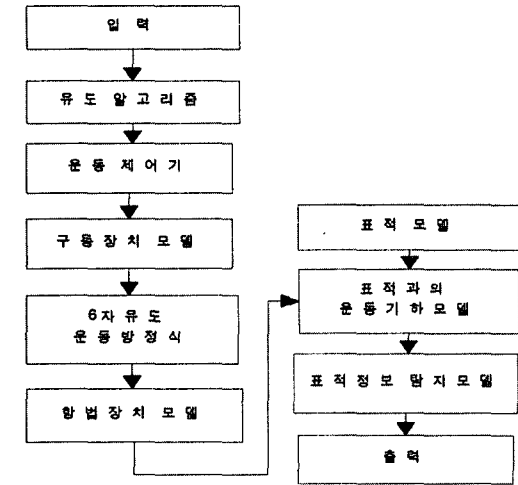 입 력
유 도 알 고 리 즘
운 동 제 어 기
구 동 장 치 모 델
6 자 유 도
운 동 방 정 식
항 법 장 치 모 델
표 적 모 델
표 적 과 의
운 동 기 하 모 델
표 적 정 보 탐 지 모 델
출 력